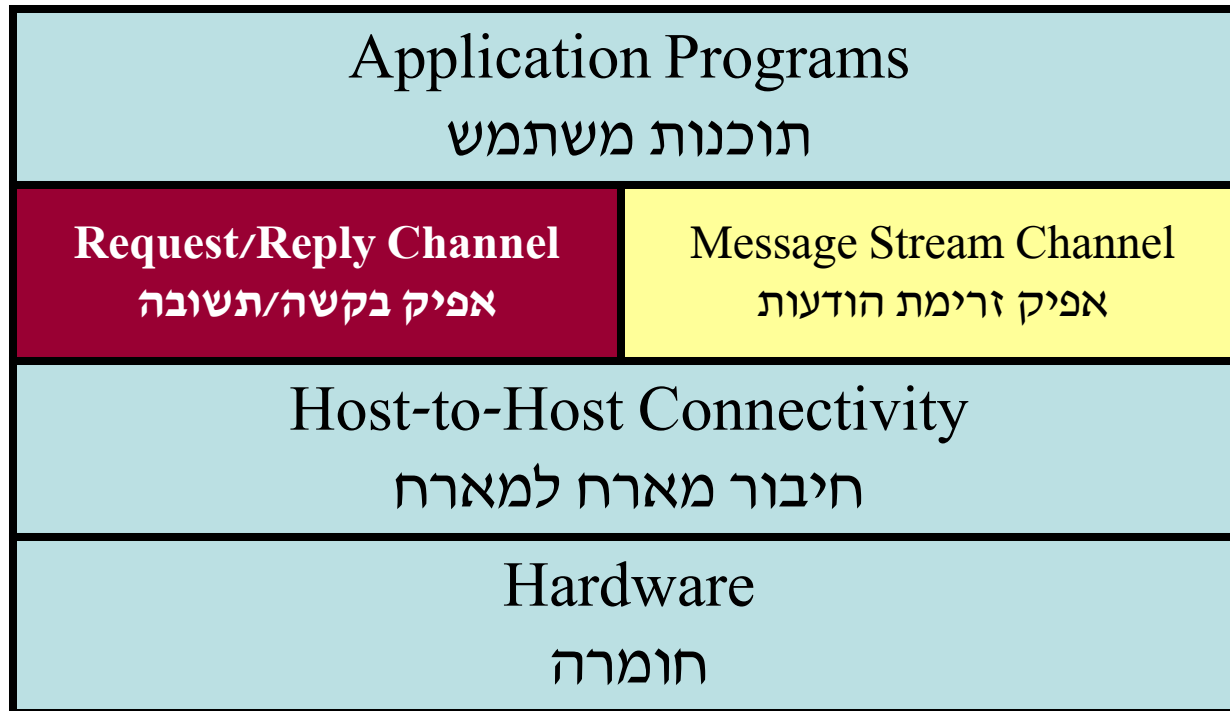 Application Programs
תוכנות משתמש
Request/Reply Channel
אפיק בקשה/תשובה
Message Stream Channel
אפיק זרימת הודעות
Host-to-Host Connectivity
חיבור מארח למארח
Hardware
חומרה